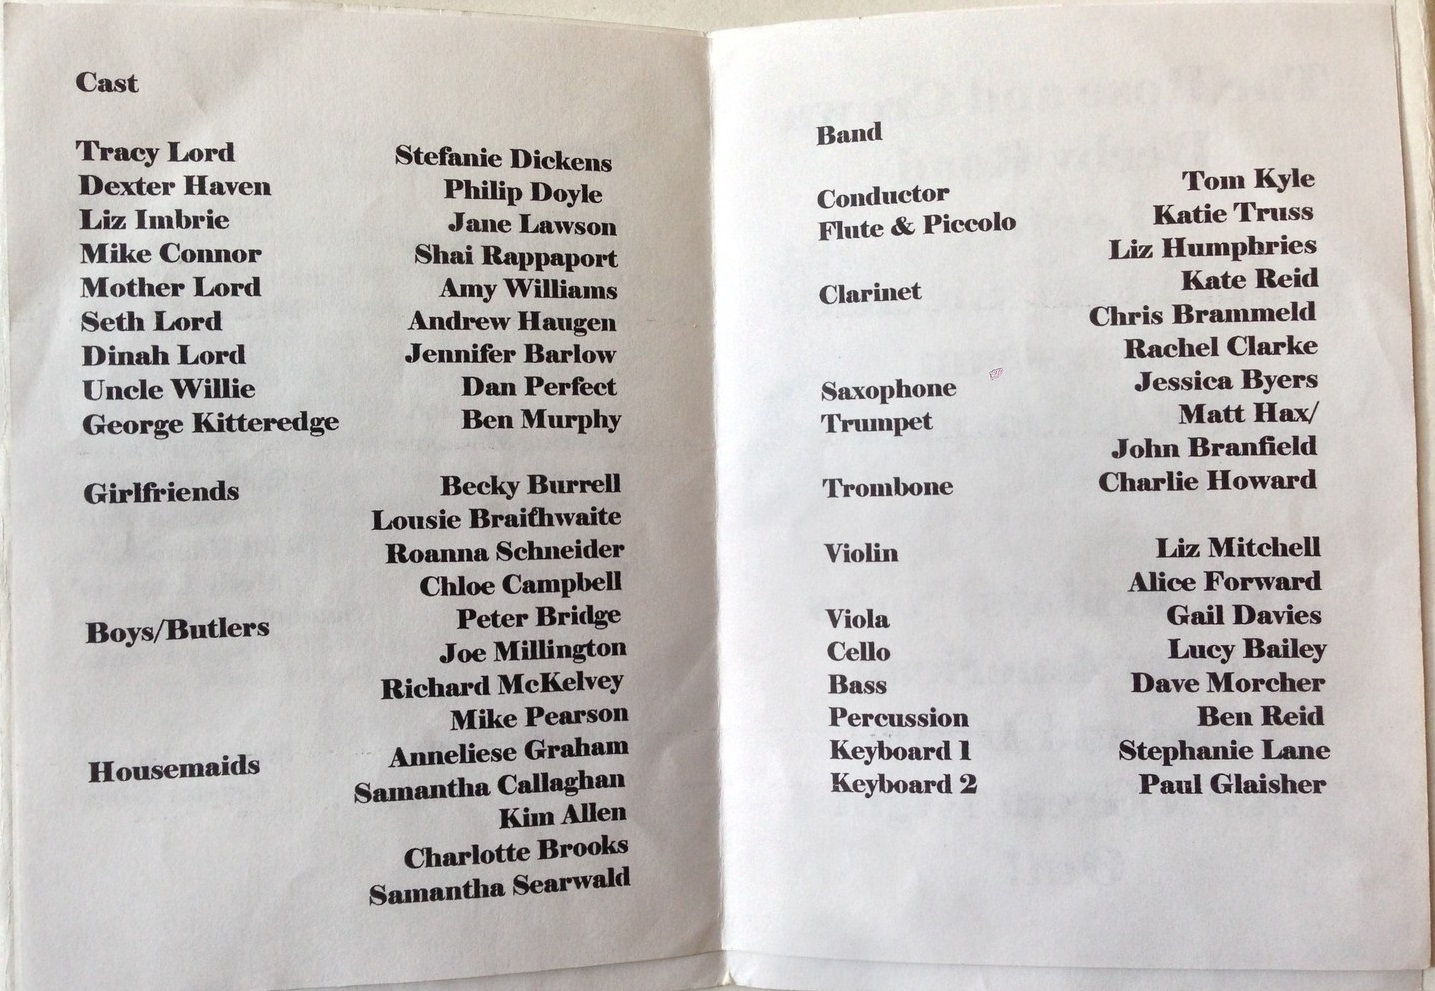 Cast
Tracy Lord Stefanie Dickens
Dexter Haven Philip Doyle
Liz Imbrie Jane Lawson
Mike Connor Shai Rappaport
Mother Lord Amy Williams
Seth Lord Andrew Haugen
Dinah Lord Jennifer Barlow
Uncle Willie Dan Perfect
George Kitteredge Ben Murphy
Girlfriends Becky Burrell
Lousie Braithwaite
Roanna Schneider
Chloe Campbell
Boys/Butlers Peter Bridge
Joe Millington
Richard McKelvey
Mike Pearson
Housemaids Anneliese Graham
Samantha Callaghan
Kim Allen
Charlotte Brooks
Samantha Searwald
Band
Conductor Tom Kyle
Flute & Piccolo Katie Truss
Liz Humphries
Clarinet Kate Reid
Chris Brammeld
Rachel Clarke
Saxophone Jessica Byers
Trumpet Matt Hax/
John Branfield
Trombone Charlie Howard
Violin Liz Mitchell
Alice Forward
Viola Gail Davies
Cello Lucy Bailey
Bass Dave Morcher
Percussion Ben Reid
Keyboard 1 Stephanie Lane
Keyboard 2 Paul Glaisher